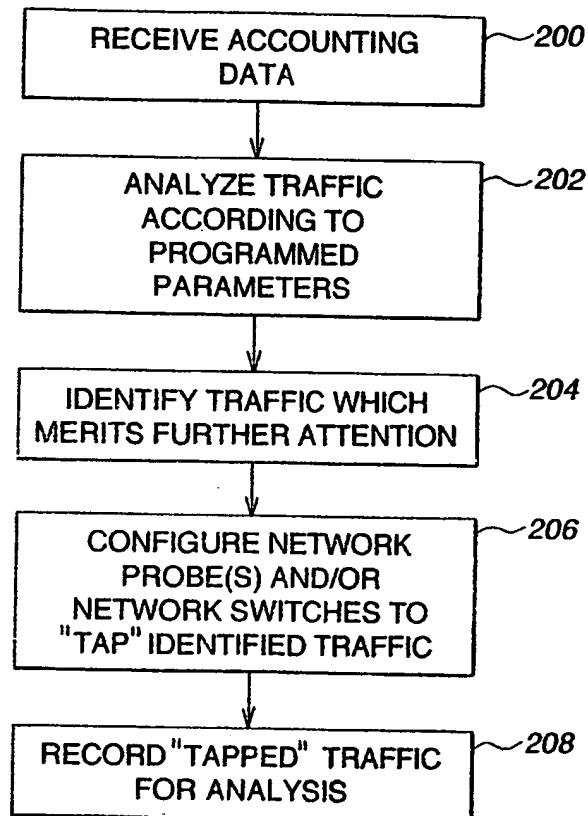 RECEIVE ACCOUNTING
DATA
200
ANALYZE TRAFFIC
ACCORDING TO
PROGRAMMED
PARAMETERS
202
IDENTIFY TRAFFIC WHICH
MERITS FURTHER ATTENTION
204
CONFIGURE NETWORK
PROBE(S) AND/OR
NETWORK SWITCHES TO
"TAP" IDENTIFIED TRAFFIC
206
RECORD "TAPPED" TRAFFIC
FOR ANALYSIS
208